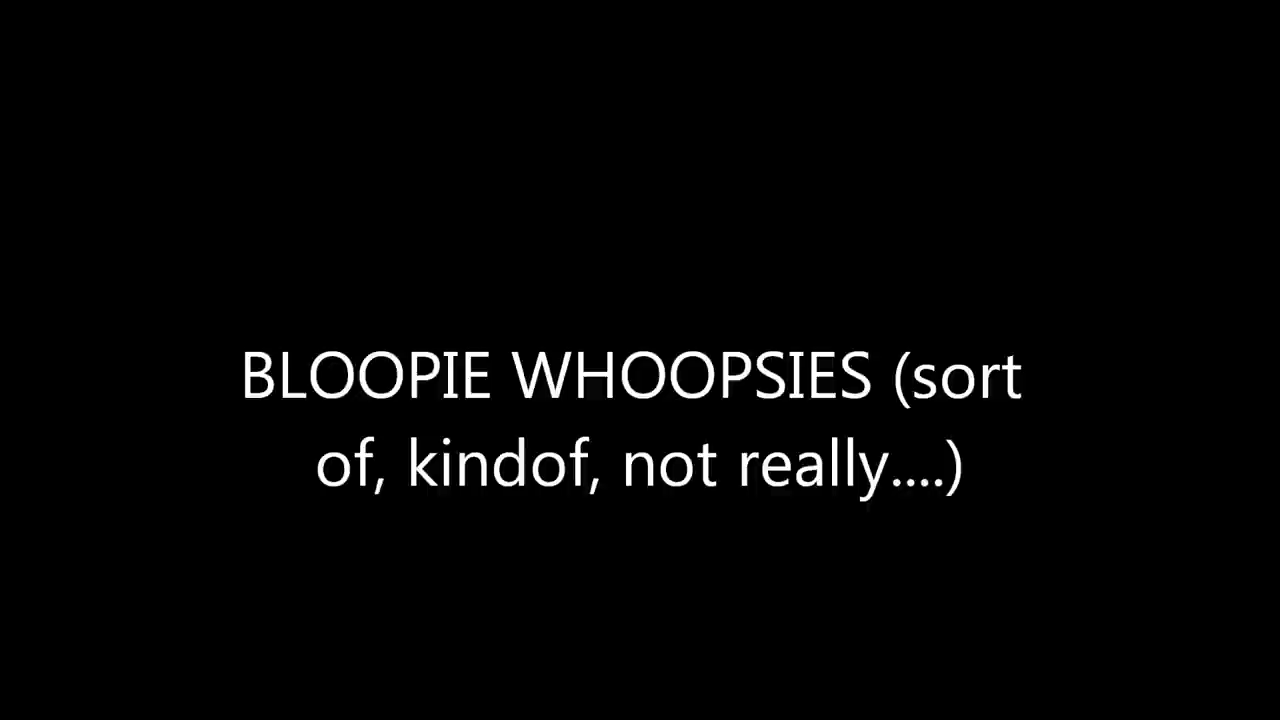 BLOOPIE WHOOPSIES (sort
of, kindof, not really....)